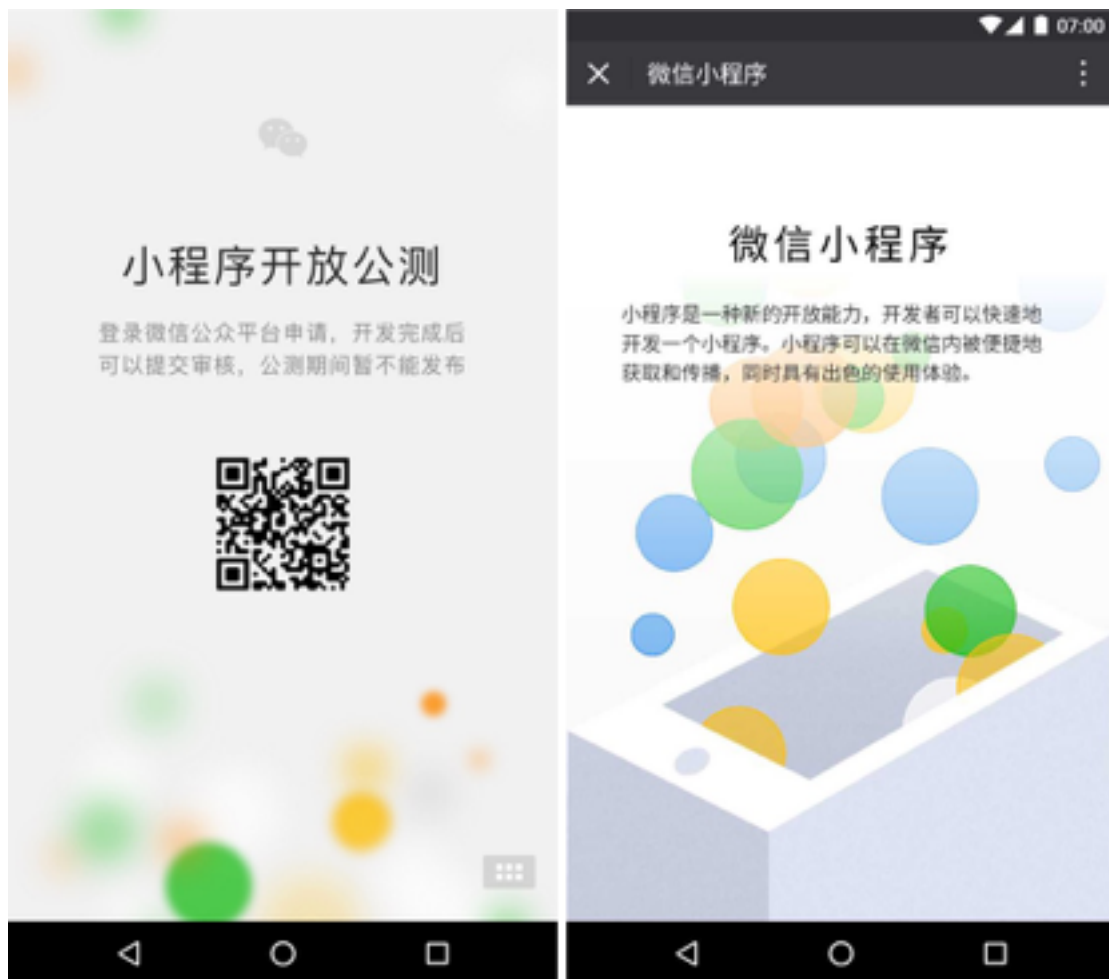 小程序开放公测
登录微信公众平台申请，开发完成后
可以提交审核，公测期间暂不能发布
07:00
微信小程序
微信小程序
小程序是一种新的开放能力，开发者可以快速地
开发一个小程序。小程序可以在微信内被便捷地
获取和传播，同时具有出色的使用体验。